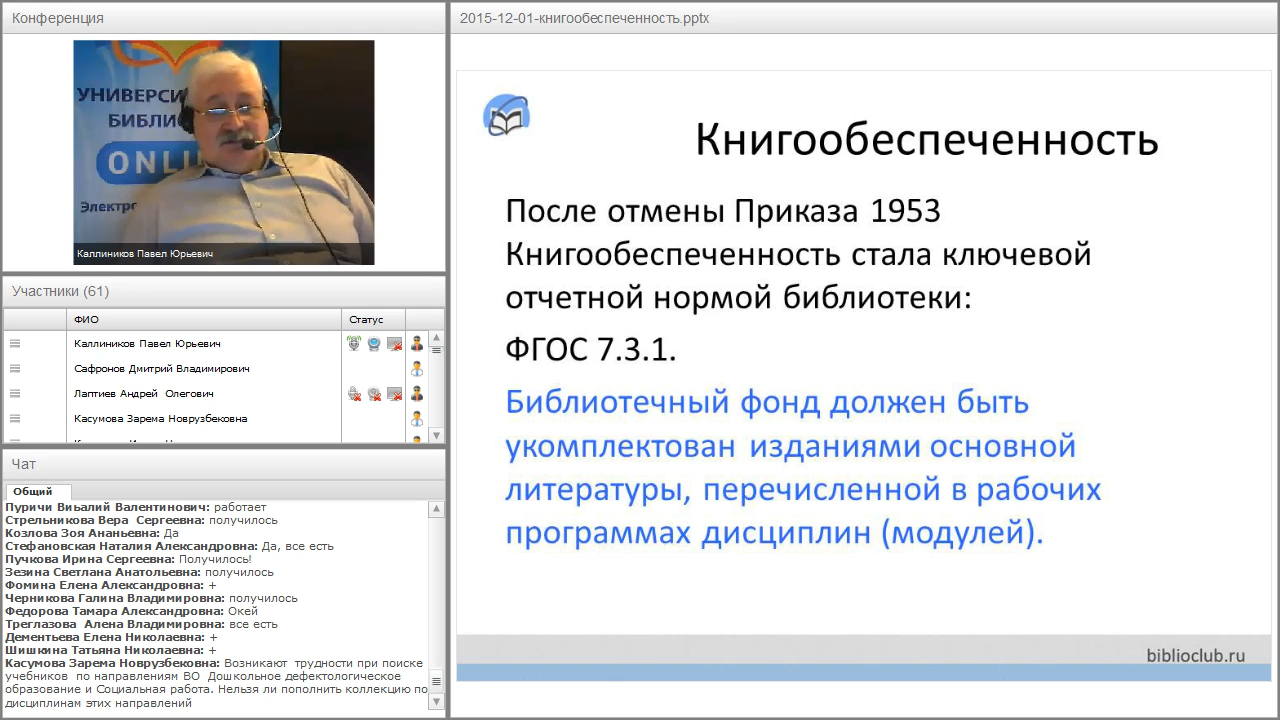 Конференция
УНИВЕРСИ
БИБЛИО
ONLI
Электро
Каллиников Павел Юрьевич
Участники (61)
ФИО
Статус
Каллиников Павел Юрьевич
Сафронов Дмитрий Владимирович
Лаптиев Андрей Олегович
Касумова Зарема Новрузбековна
Чат
Общий
Пуричи Виьалий Валентинович: работает
Стрельникова Вера Сергеевна: получилось
Козлова Зоя Ананьевна: Да
Стефановская Наталия Александровна: Да, все есть
Пучкова Ирина Сергеевна: Получилось!
Зезина Светлана Анатольевна: получилось
Фомина Елена Александровна: +
Черникова Галина Владимировна: получилось
Федорова Тамара Александровна: Окей
Треглазова Алена Владимировна: все есть
Дементьева Елена Николаевна: +
Шишкина Татьяна Николаевна: +
Касумова Зарема Новрузбековна: Возникают трудности при поиске
учебников по направлениям ВО Дошкольное дефектологическое
образование и Социальная работа. Нельзя ли пополнить коллекцию по
дисциплинам этих направлений
2015-12-01-книгообеспеченность.pptx
Книгообеспеченность
После отмены Приказа 1953
Книгообеспеченность стала ключевой
отчетной нормой библиотеки:
ФГОС 7.3.1.
Библиотечный фонд должен быть
укомплектован изданиями основной
литературы, перечисленной в рабочих
программах дисциплин (модулей).
biblioclub.ru